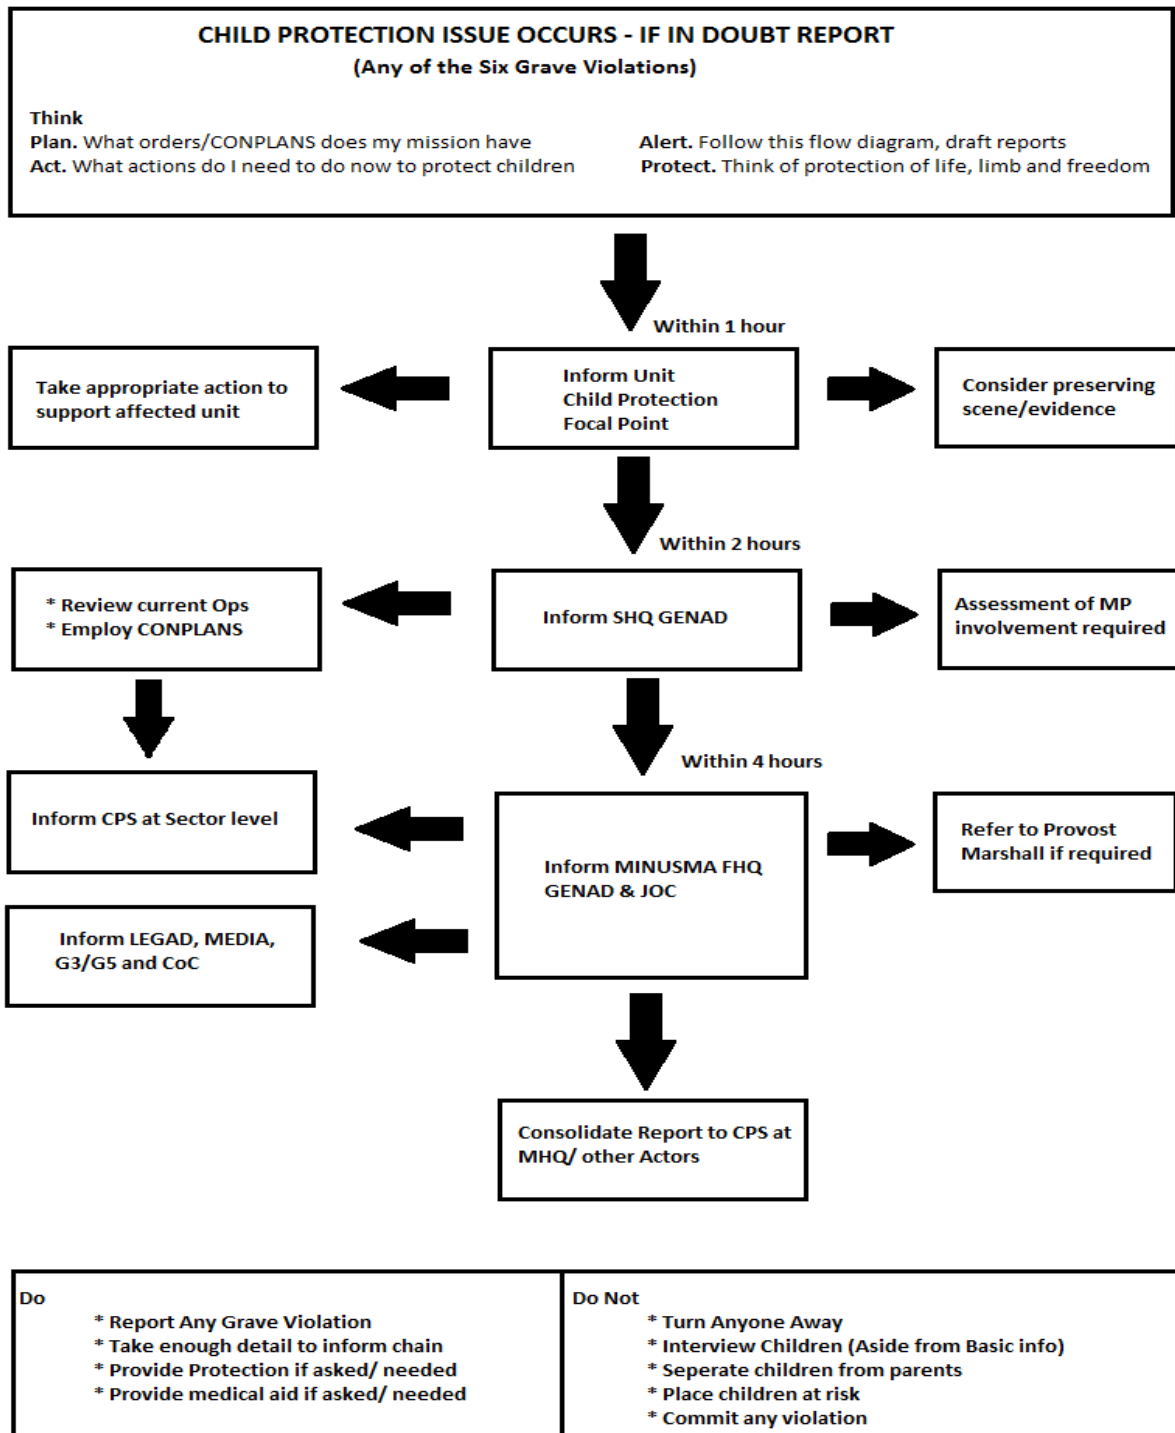 CHILD PROTECTION ISSUE OCCURS - IF IN DOUBT REPORT
(Any of the Six Grave Violations)
Think
Plan. What orders/CONPLANS does my mission have
Act. What actions do I need to do now to protect children
Alert. Follow this flow diagram, draft reports
Protect. Think of protection of life, limb and freedom
Within 1 hour
Take appropriate action to
support affected unit
Inform Unit
Child Protection
Focal Point
Consider preserving
scene/evidence
Within 2 hours
* Review current Ops
* Employ CONPLANS
Inform SHQ GENAD
Assessment of MP
involvement required
Within 4 hours
Inform CPS at Sector level
Inform MINUSMA FHQ
GENAD & JOC
Refer to Provost
Marshall if required
Inform LEGAD, MEDIA,
G3/G5 and CoC
Consolidate Report to CPS at
MHQ/ other Actors
Do
* Report Any Grave Violation
* Take enough detail to inform chain
* Provide Protection if asked/ needed
* Provide medical aid if asked/ needed
Do Not
* Turn Anyone Away
* Interview Children (Aside from Basic info)
* Seperate children from parents
* Place children at risk
* Commit any violation